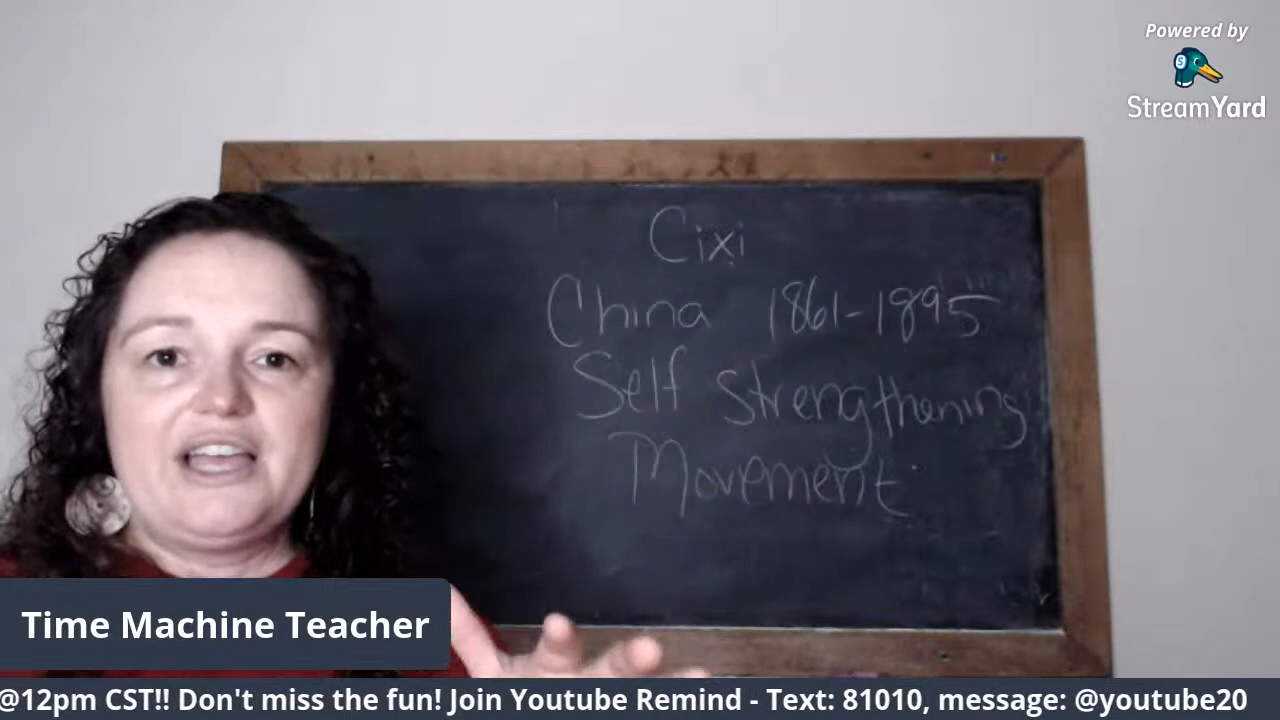 Powered by
StreamYard
Cixi
China 1861-1895
Self Strengthening
Movement
Time Machine Teacher
@12pm CST!! Don't miss the fun! Join Youtube Remind - Text: 81010, message: @youtube20